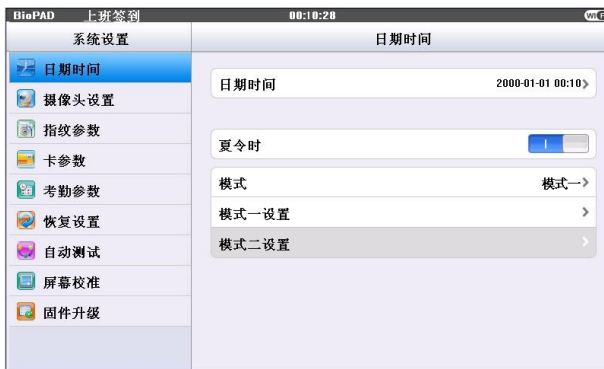 BioPAD 上班签到 00:10:28 WiF
系统设置 日期时间
日期时间
摄像头设置
指纹参数
卡参数
考勤参数
恢复设置
自动测试
屏幕校准
固件升级
日期时间 2000-01-01 00:10>
夏令时
模式 模式一>
模式一设置 >
模式二设置 >